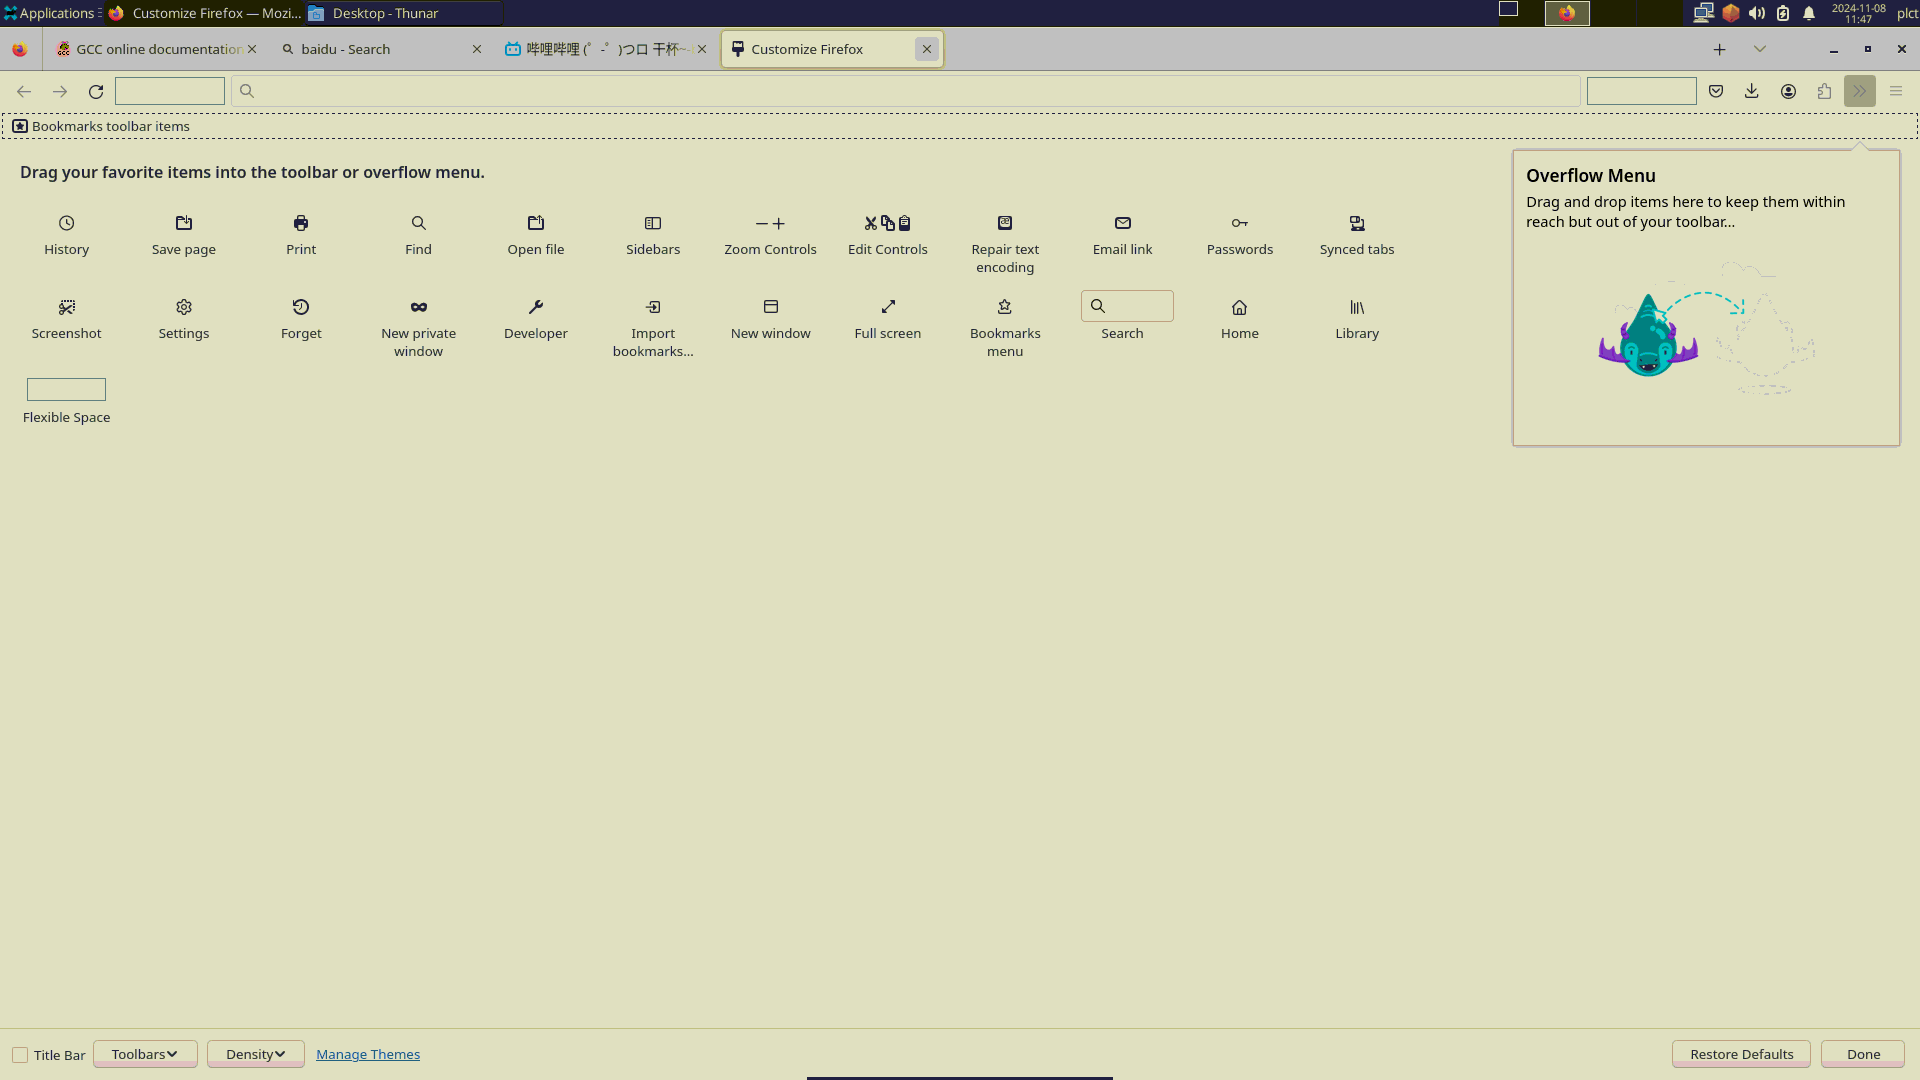 Applications
Customize Firefox — Mozi...
Desktop - Thunar
2024-11-08
11:47
plct
GCC online documentation
baidu - Search
哔哩哔哩 (゜-゜)つロ 干杯~-
Customize Firefox
Bookmarks toolbar items
Drag your favorite items into the toolbar or overflow menu.
History
Save page
Print
Find
Open file
Sidebars
Zoom Controls
Edit Controls
Repair text
encoding
Email link
Passwords
Synced tabs
Screenshot
Settings
Forget
New private
window
Developer
Import
bookmarks...
New window
Full screen
Bookmarks
menu
Search
Home
Library
Flexible Space
Overflow Menu
Drag and drop items here to keep them within
reach but out of your toolbar...
Title Bar
Toolbars
Density
Manage Themes
Restore Defaults
Done